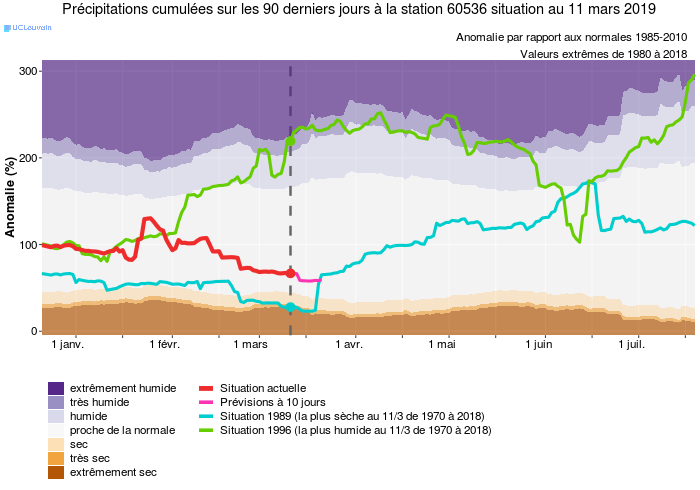 Précipitations cumulées sur les 90 derniers jours à la station 60536 situation au 11 mars 2019
UCLouvain
Anomalie par rapport aux normales 1985-2010
Valeurs extrêmes de 1980 à 2018
Anomalie (%)
300
200
100
0
1 janv. 1 févr. 1 mars 1 avr. 1 mai 1 juin 1 juil.
extrêmement humide
très humide
humide
proche de la normale
sec
très sec
extrêmement sec
Situation actuelle
Prévisions à 10 jours
Situation 1989 (la plus sèche au 11/3 de 1970 à 2018)
Situation 1996 (la plus humide au 11/3 de 1970 à 2018)